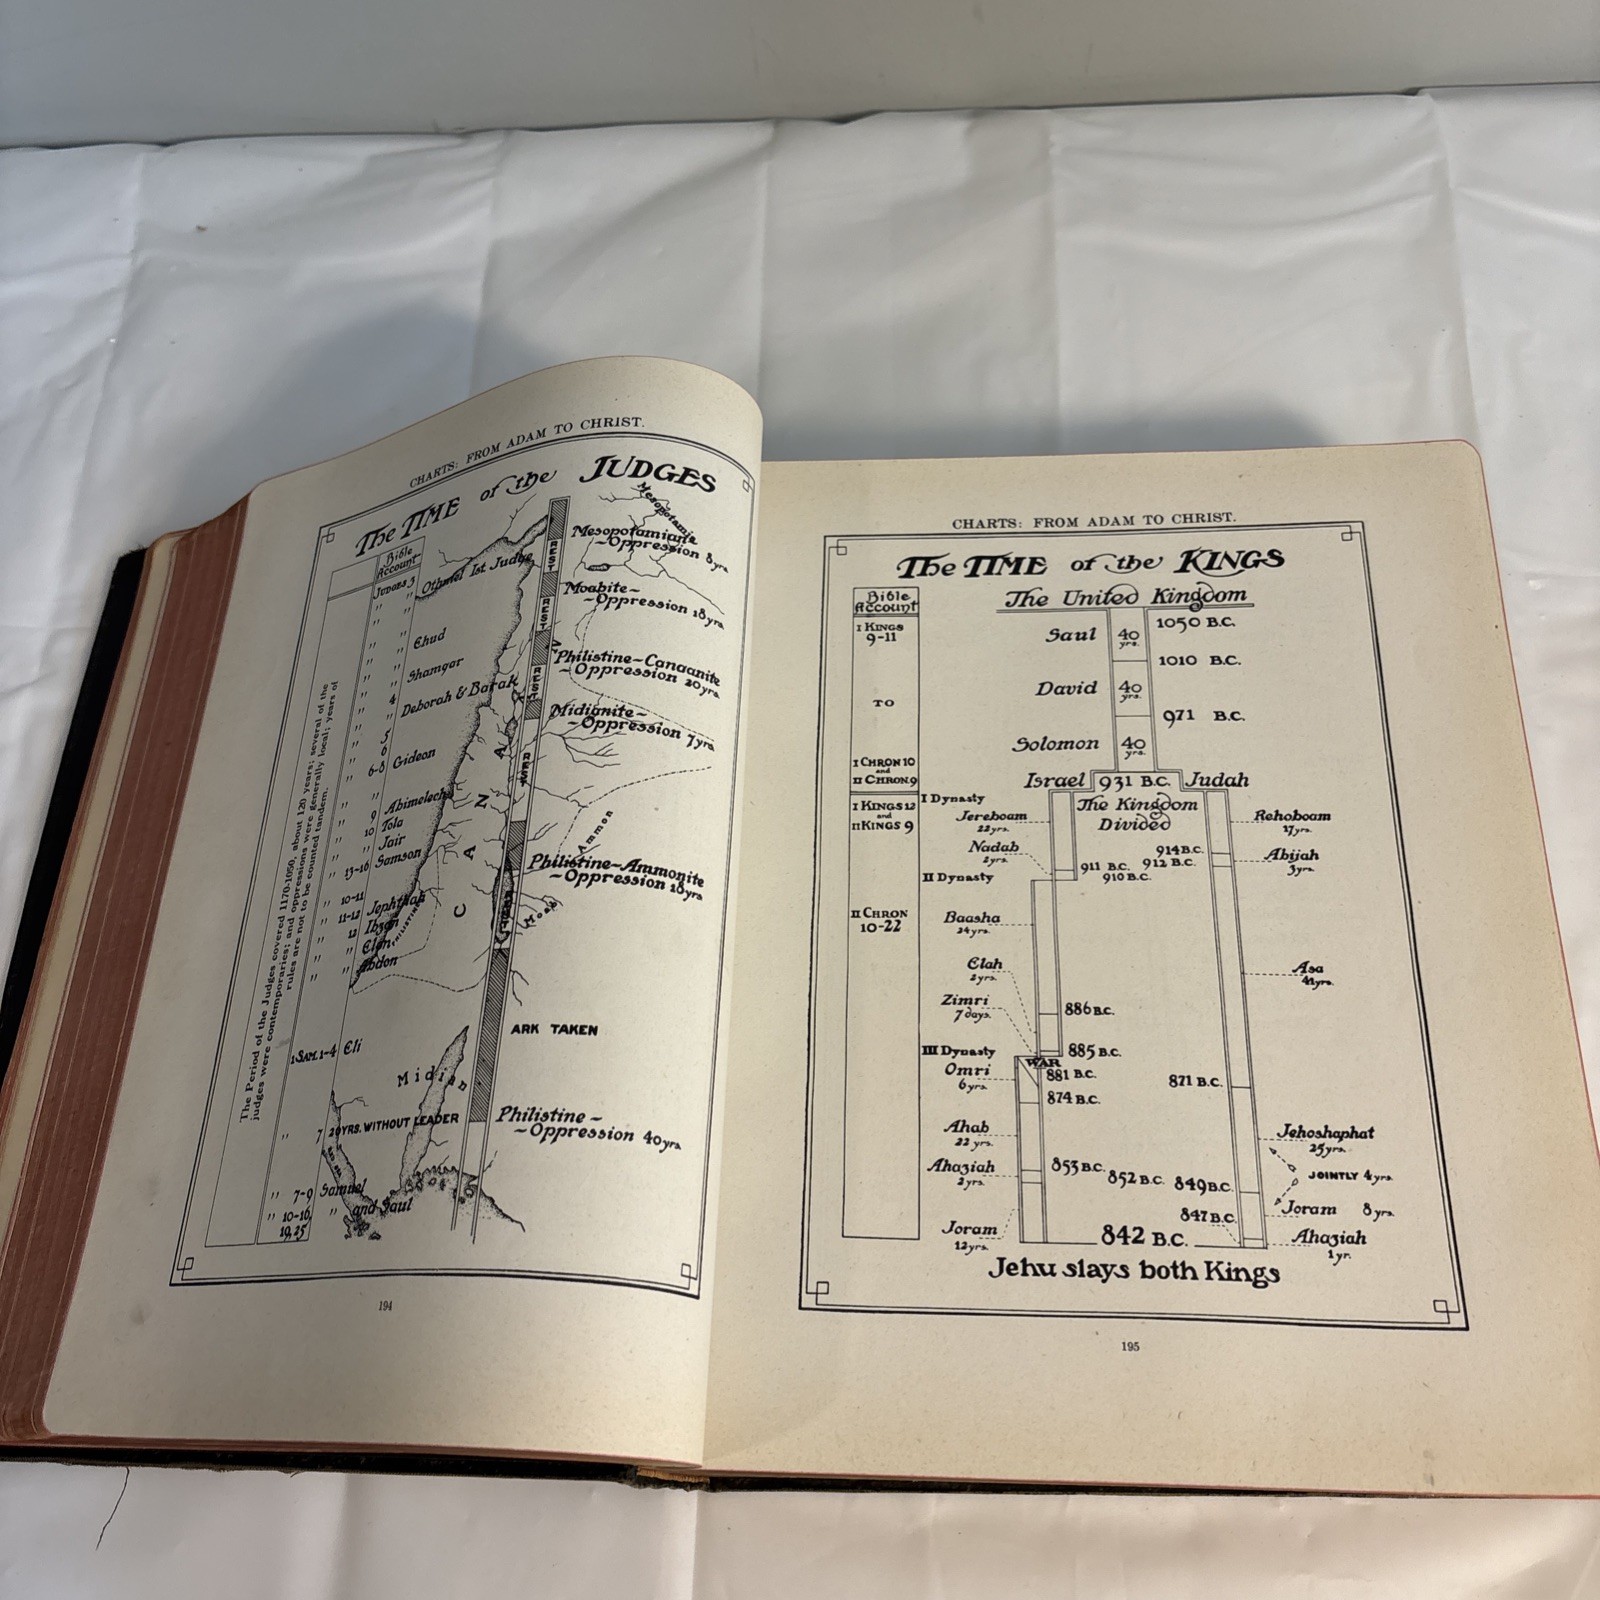 CHARTS: FROM ADAM TO CHRIST.
The TIME of the JUDGES
Bible
Account
The Period of the Judges covered 1170-1050, about 120 years; several of the
judges were contemporaries; and oppressions were generally local; years of
rules are not to be counted tandem.
JUDGES 3
Othniel 1st Judge
" "
"
" " Ehud
" "
" Shamgar
" 4
" " Deborah & Barak
" 5
" 6
" 6-8 Gideon
" "
" 9 Abimelech
" 10 Tola
" " Jair
" 13-16 Samson
" 10-11
" 11-12 Jephthah
" 12 Ibzan
" " Elon
" " Abdon
1 SAM. 1-4 Eli
" 7 20 YRS. WITHOUT LEADER
" 7-9 Samuel
" 10-16, " and Saul
19, 25
Mesopotamia
REST
Mesopotamian~
~Oppression 8 yrs.
Moabite~
~Oppression 18 yrs.
REST
Philistine-Canaanite
~Oppression 20 yrs.
REST
Midianite~
~Oppression 7 yrs.
REST
CANAAN
Ammon
Philistine-Ammonite
~Oppression 18 yrs
REST
Moab
PHILISTINE
ARK TAKEN
Midian
Philistine~
~Oppression 40 yrs.
194
CHARTS: FROM ADAM TO CHRIST.
The TIME of the KINGS
Bible
Account
The United Kingdom
I KINGS
9-11
1050 B.C.
Saul 40
yrs.
1010 B.C.
David 40
yrs.
TO
971 B.C.
Solomon 40
yrs.
I CHRON 10
and
II CHRON. 9
Israel 931 B.C. Judah
I KINGS 12
and
II KINGS 9
I Dynasty
The Kingdom
Divided
Jereboam
22 yrs.
Rehoboam
17 yrs.
Nadab
2 yrs.
914 B.C.
911 B.C. 912 B.C.
910 B.C.
Abijah
3 yrs.
II Dynasty
II CHRON
10-22
Baasha
24 yrs.
Elah
2 yrs.
Asa
41 yrs.
Zimri
7 days.
886 B.C.
III Dynasty
885 B.C.
WAR
Omri
6 yrs.
881 B.C.
871 B.C.
874 B.C.
Ahab
22 yrs.
Jehoshaphat
25 yrs.
Ahaziah
2 yrs.
853 B.C.
852 B.C. 849 B.C.
JOINTLY 4 yrs.
847 B.C.
Joram 8 yrs.
Joram
12 yrs.
842 B.C.
Ahaziah
1 yr.
Jehu slays both Kings
195